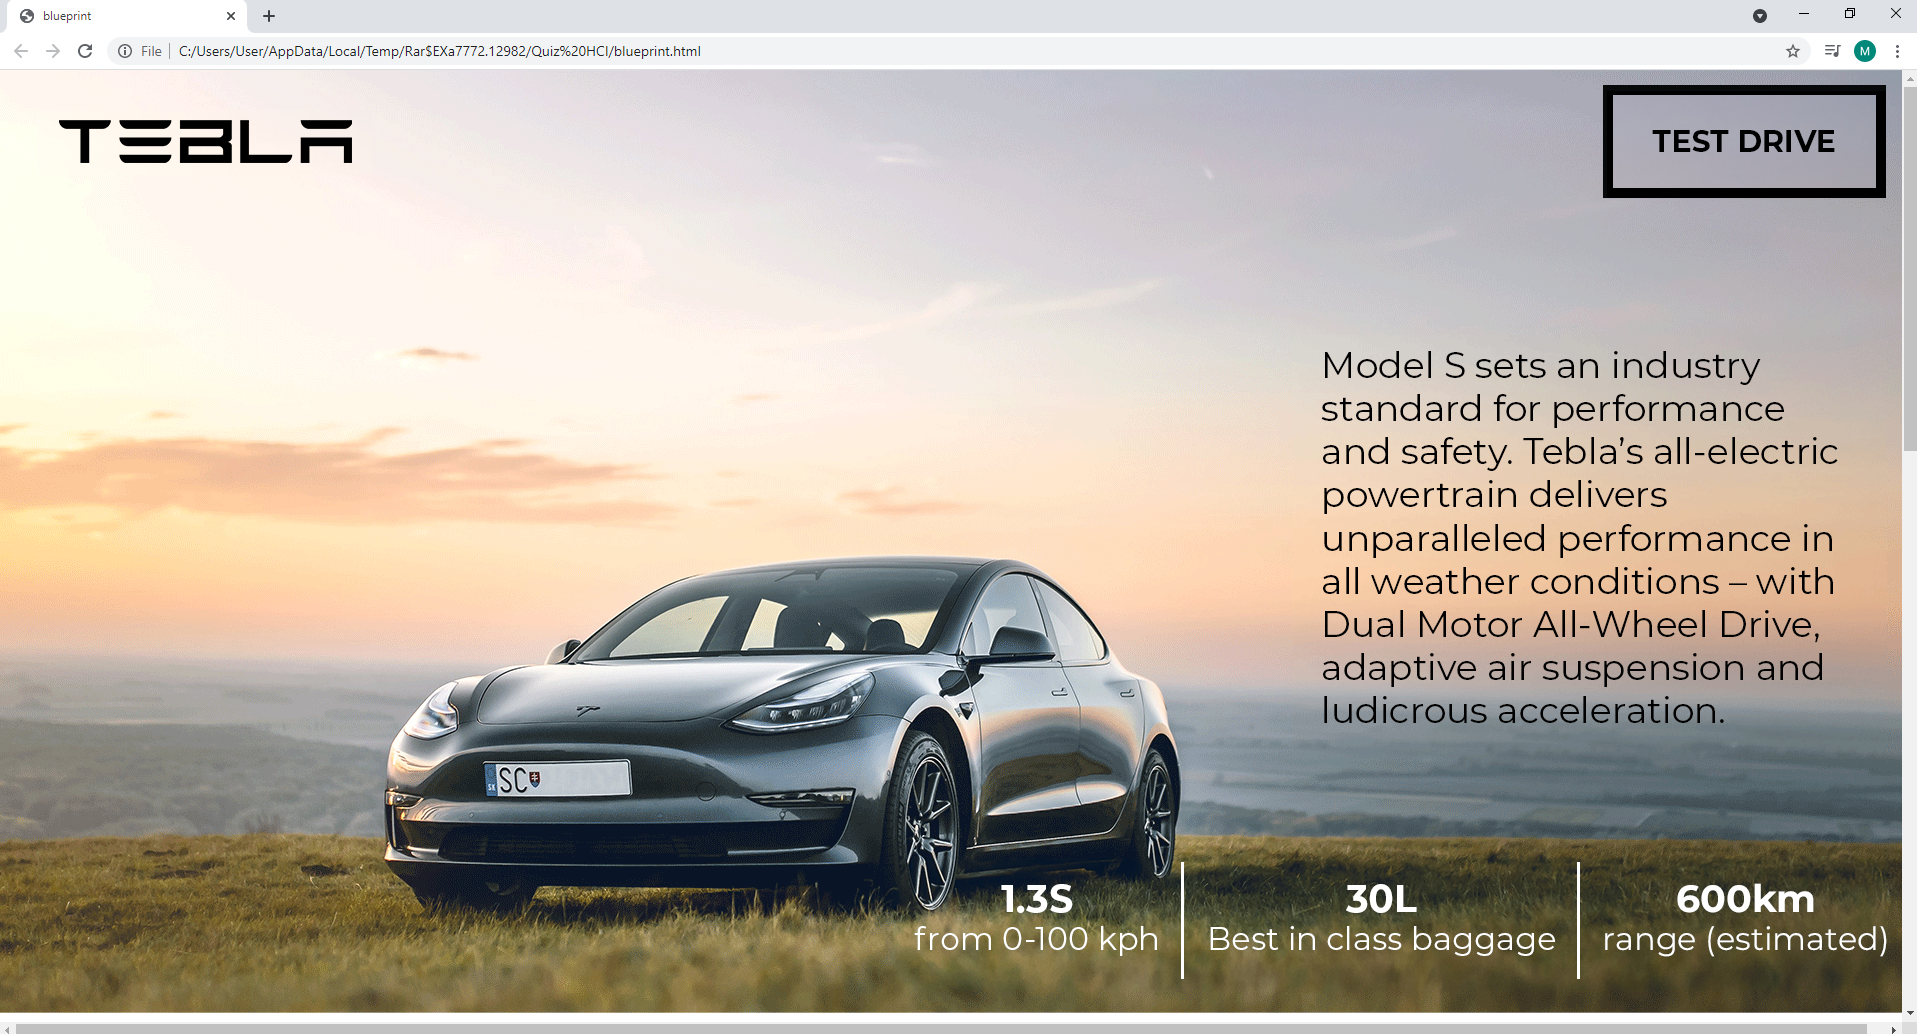 blueprint
File
C:/Users/User/AppData/Local/Temp/Rar$EXa7772.12982/Quiz%20HCI/blueprint.html
M
TEBLA
TEST DRIVE
Model S sets an industry
standard for performance
and safety. Tebla’s all-electric
powertrain delivers
unparalleled performance in
all weather conditions – with
Dual Motor All-Wheel Drive,
adaptive air suspension and
ludicrous acceleration.
SK
SC
1.3S
from 0-100 kph
30L
Best in class baggage
600km
range (estimated)